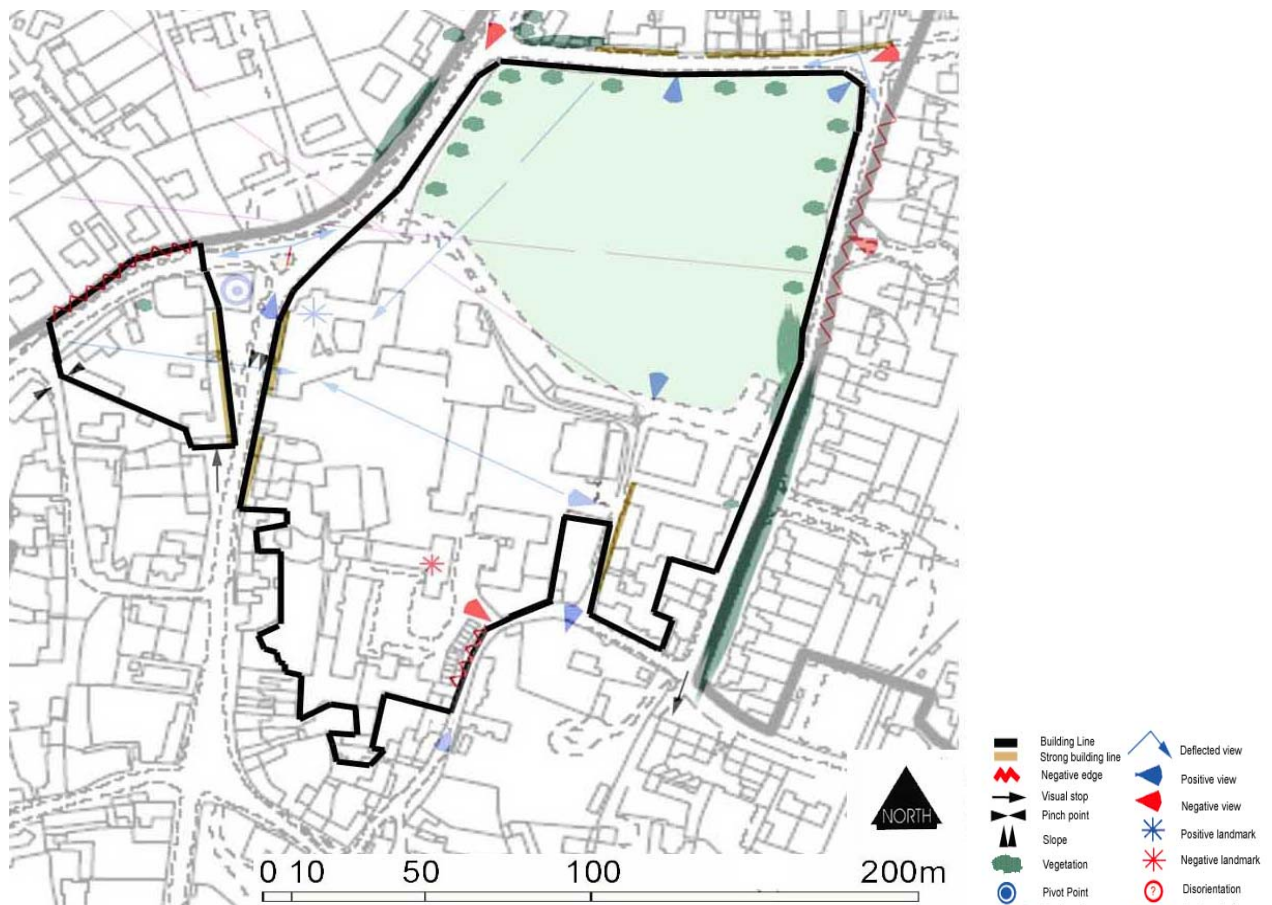 NORTH
0 10 50 100 200m
Building Line
Strong building line
Negative edge
Visual stop
Pinch point
Slope
Vegetation
Pivot Point
Deflected view
Positive view
Negative view
Positive landmark
Negative landmark
? Disorientation